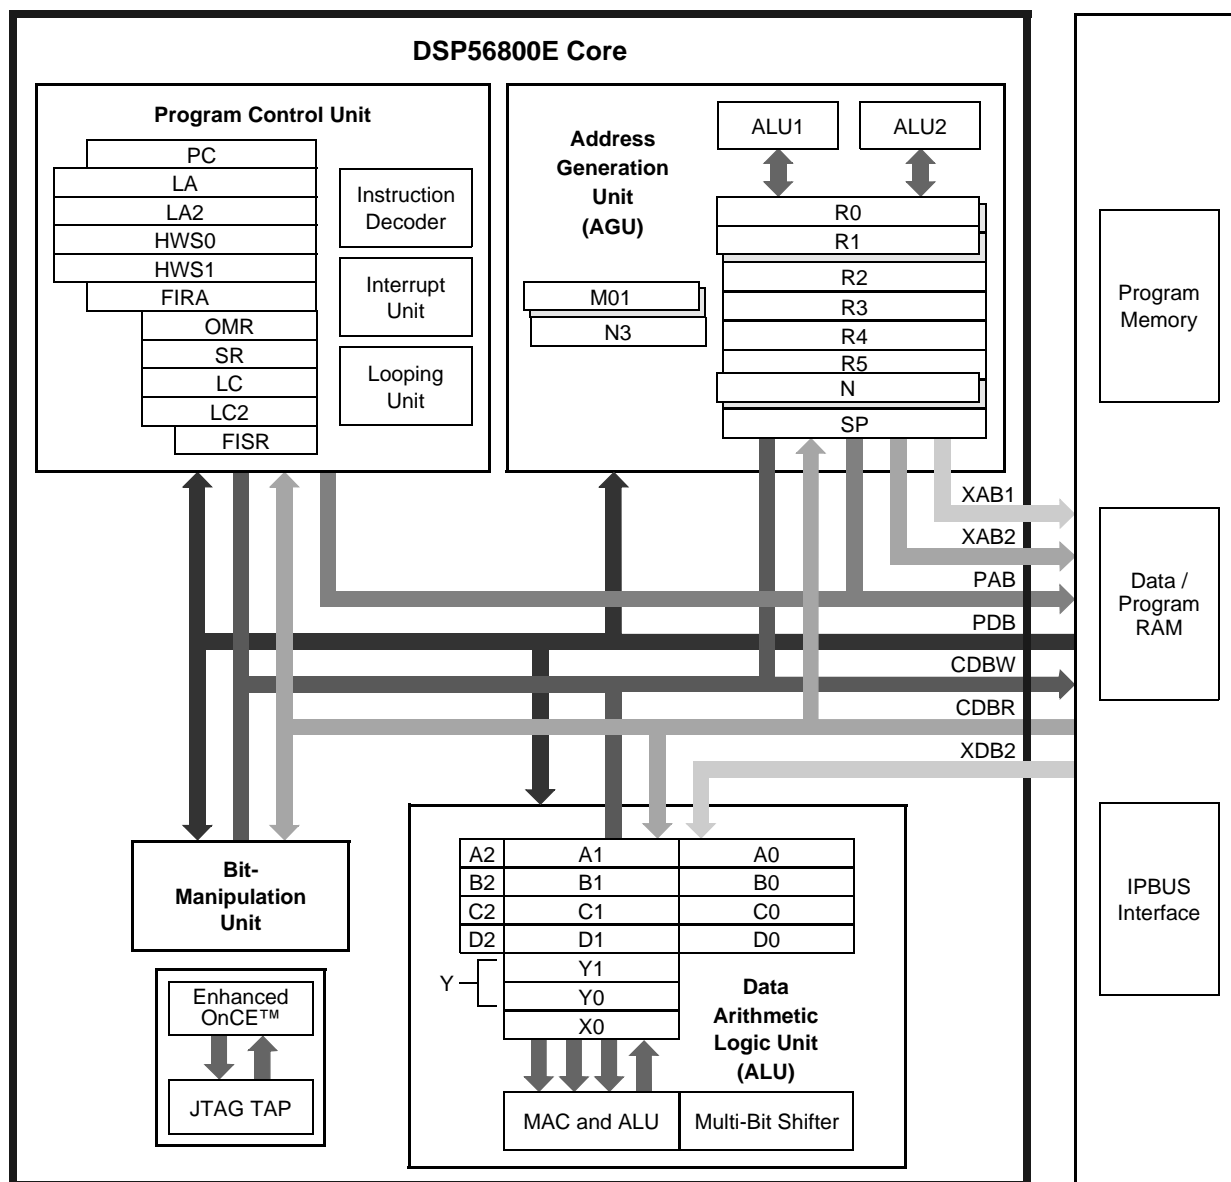 DSP56800E Core
Program Control Unit
PC
LA
LA2
HWS0
HWS1
FIRA
OMR
SR
LC
LC2
FISR
Instruction
Decoder
Interrupt
Unit
Looping
Unit
Address
Generation
Unit
(AGU)
ALU1
ALU2
R0
R1
R2
R3
R4
R5
N
SP
M01
N3
XAB1
XAB2
PAB
PDB
CDBW
CDBR
XDB2
Program
Memory
Data /
Program
RAM
IPBUS
Interface
Bit-
Manipulation
Unit
Enhanced
OnCE™
JTAG TAP
A2
A1
A0
B2
B1
B0
C2
C1
C0
D2
D1
D0
Y
Y1
Y0
X0
Data
Arithmetic
Logic Unit
(ALU)
MAC and ALU
Multi-Bit Shifter